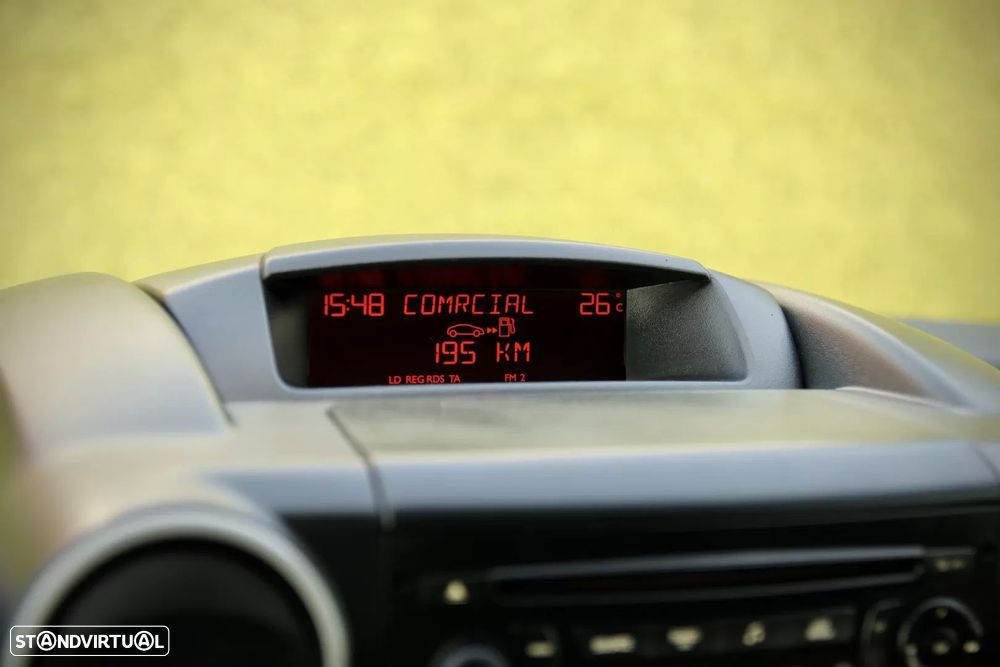 15:48 COMRCIAL 26°C
195 KM
LD REG RDS TA FM 2
STANDVIRTUAL